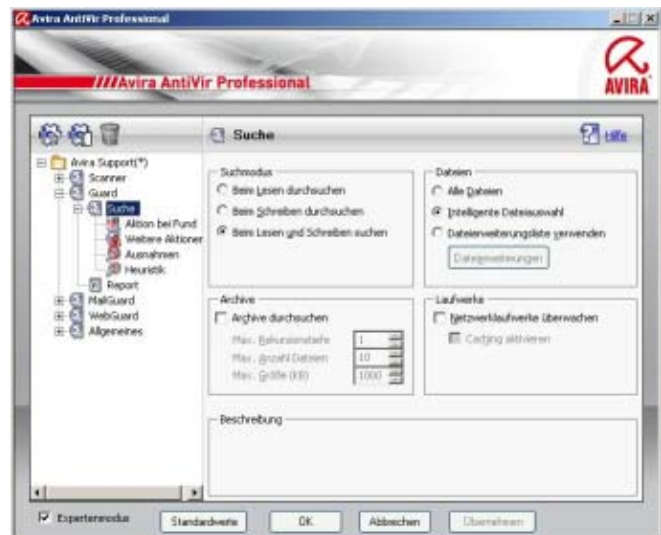 Avira AntiVir Professional
////Avira AntiVir Professional
AVIRA
Suche
Hilfe
Avira Support(*)
Scanner
Guard
Suche
Aktion bei Fund
Weitere Aktionen
Ausnahmen
Heuristik
Report
MailGuard
WebGuard
Allgemeines
Suchmodus
Beim Lesen durchsuchen
Beim Schreiben durchsuchen
Beim Lesen und Schreiben suchen
Dateien
Alle Dateien
Intelligente Dateiauswahl
Dateierweiterungsliste verwenden
Dateierweiterungen
Archive
Archive durchsuchen
Max. Rekursionstiefe
1
Max. Anzahl Dateien
10
Max. Größe (KB)
1000
Laufwerke
Netzwerklaufwerke überwachen
Caching aktivieren
Beschreibung
Expertenmodus
Standardwerte
OK
Abbrechen
Übernehmen